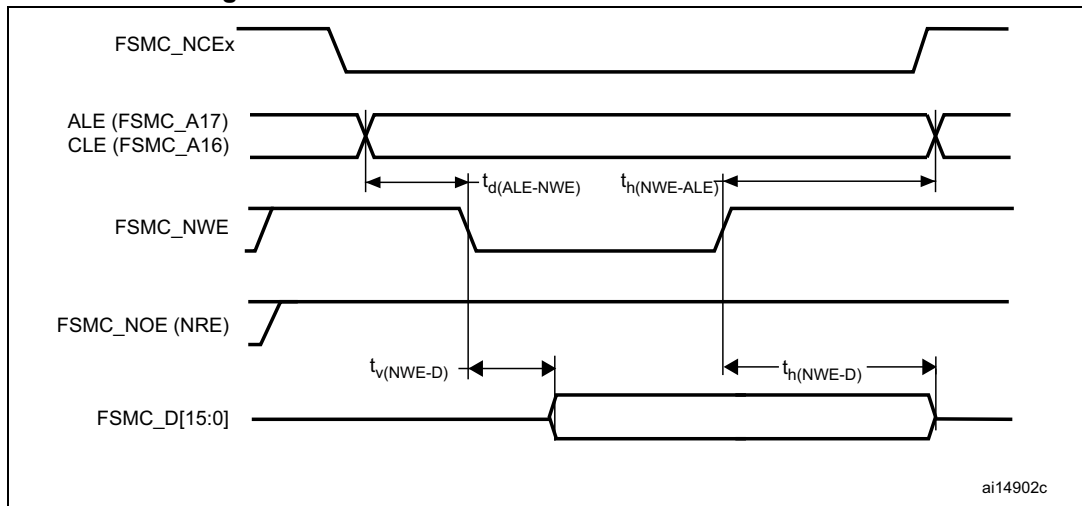 FSMC_NCEx
ALE (FSMC_A17)
CLE (FSMC_A16)
td(ALE-NWE)
th(NWE-ALE)
FSMC_NWE
FSMC_NOE (NRE)
tv(NWE-D)
th(NWE-D)
FSMC_D[15:0]
ai14902c